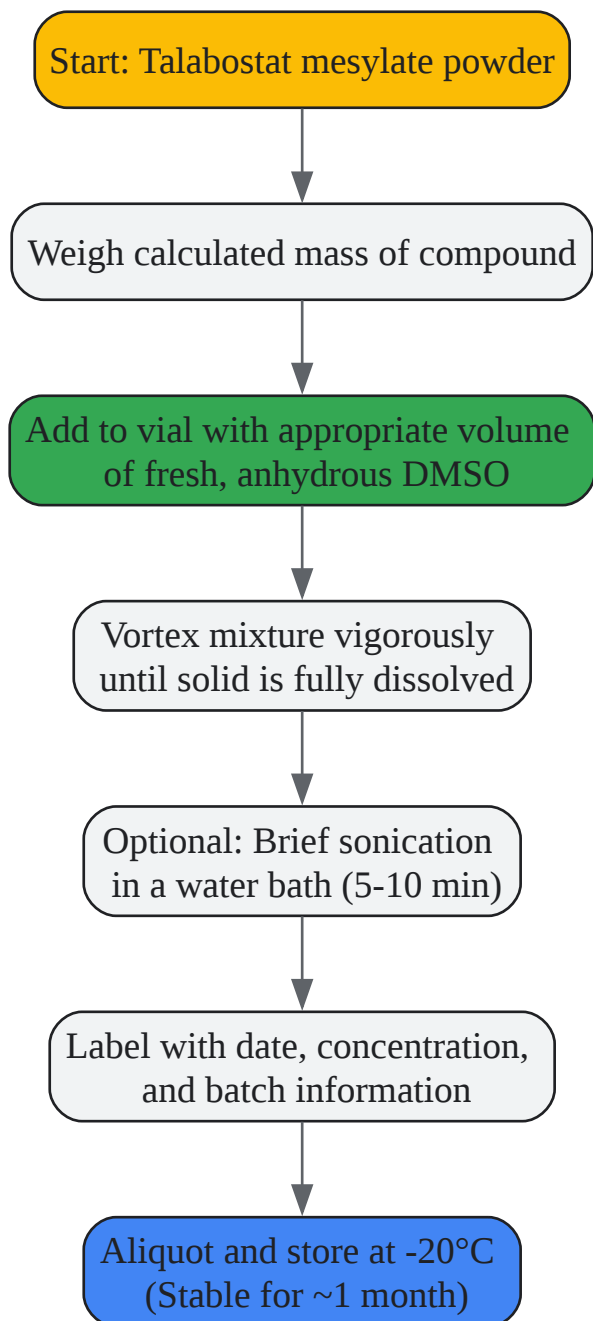 Start: Talabostat mesylate powder
Weigh calculated mass of compound
Add to vial with appropriate volume
of fresh, anhydrous DMSO
Vortex mixture vigorously
until solid is fully dissolved
Optional: Brief sonication
in a water bath (5-10 min)
Label with date, concentration,
and batch information
Aliquot and store at -20°C
(Stable for ~1 month)